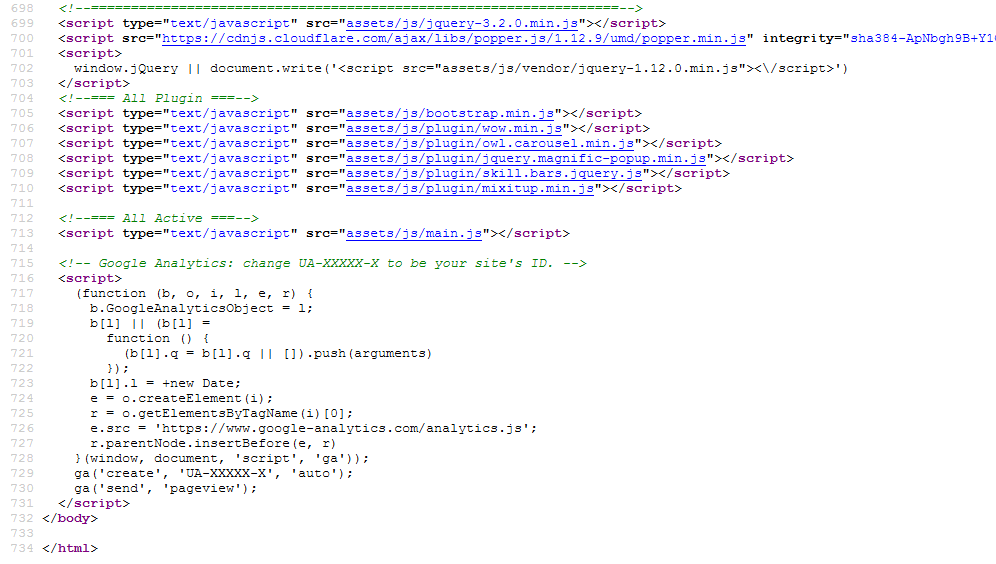 698 <!--==================================================================-->
699 <script type="text/javascript" src="assets/js/jquery-3.2.0.min.js"></script>
700 <script src="https://cdnjs.cloudflare.com/ajax/libs/popper.js/1.12.9/umd/popper.min.js" integrity="sha384-ApNbgh9B+Y1
701 <script>
702 window.jQuery || document.write('<script src="assets/js/vendor/jquery-1.12.0.min.js"><\/script>')
703 </script>
704 <!--=== All Plugin ===-->
705 <script type="text/javascript" src="assets/js/bootstrap.min.js"></script>
706 <script type="text/javascript" src="assets/js/plugin/wow.min.js"></script>
707 <script type="text/javascript" src="assets/js/plugin/owl.carousel.min.js"></script>
708 <script type="text/javascript" src="assets/js/plugin/jquery.magnific-popup.min.js"></script>
709 <script type="text/javascript" src="assets/js/plugin/skill.bars.jquery.js"></script>
710 <script type="text/javascript" src="assets/js/plugin/mixitup.min.js"></script>
711
712 <!--=== All Active ===-->
713 <script type="text/javascript" src="assets/js/main.js"></script>
714
715 <!-- Google Analytics: change UA-XXXXX-X to be your site's ID. -->
716 <script>
717 (function (b, o, i, l, e, r) {
718 b.GoogleAnalyticsObject = l;
719 b[l] || (b[l] =
720 function () {
721 (b[l].q = b[l].q || []).push(arguments)
722 });
723 b[l].l = +new Date;
724 e = o.createElement(i);
725 r = o.getElementsByTagName(i)[0];
726 e.src = 'https://www.google-analytics.com/analytics.js';
727 r.parentNode.insertBefore(e, r)
728 }(window, document, 'script', 'ga'));
729 ga('create', 'UA-XXXXX-X', 'auto');
730 ga('send', 'pageview');
731 </script>
732 </body>
733
734 </html>